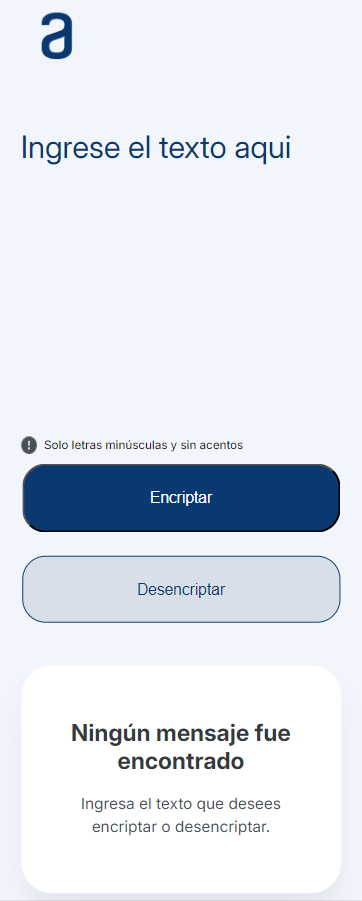 a
Ingrese el texto aqui
Solo letras minúsculas y sin acentos
Encriptar
Desencriptar
Ningún mensaje fue
encontrado
Ingresa el texto que desees
encriptar o desencriptar.